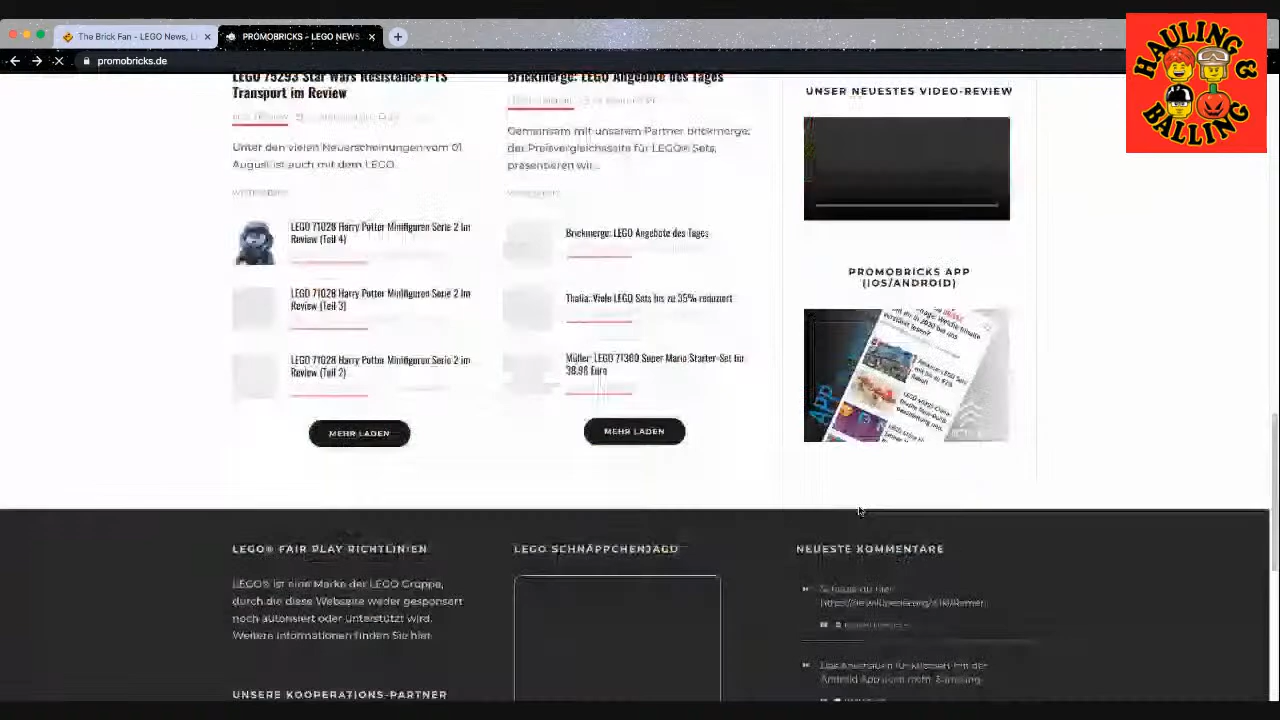 The Brick Fan - LEGO News, L
PROMOBRICKS - LEGO NEWS
promobricks.de
HAULING &
BALLING
LEGO 75293 Star Wars Resistance I-TS
Transport im Review
Unter den vielen Neuerscheinungen vom 01.
August ist auch mit dem LEGO
LEGO 71028 Harry Potter Minifiguren Serie 2 im
Review (Teil 4)
LEGO 71028 Harry Potter Minifiguren Serie 2 im
Review (Teil 3)
LEGO 71028 Harry Potter Minifiguren Serie 2 im
Review (Teil 2)
MEHR LADEN
Brickmerge: LEGO Angebote des Tages
Gemeinsam mit unserem Partner brickmerge,
der Preisvergleichsseite für LEGO® Sets,
präsentieren wir
Brickmerge: LEGO Angebote des Tages
Thalia: Viele LEGO Sets bis zu 35% reduziert
Müller: LEGO 71360 Super Mario Starter-Set für
38,98 Euro
MEHR LADEN
UNSER NEUESTES VIDEO-REVIEW
PROMOBRICKS APP
(IOS/ANDROID)
APP
LEGO® FAIR PLAY RICHTLINIEN
LEGO® ist eine Marke der LEGO Gruppe,
durch die diese Webseite weder gesponsert
noch autorisiert oder unterstützt wird.
Weitere Informationen finden Sie hier
UNSERE KOOPERATIONS-PARTNER
LEGO SCHNÄPPCHENJAGD
NEUESTE KOMMENTARE